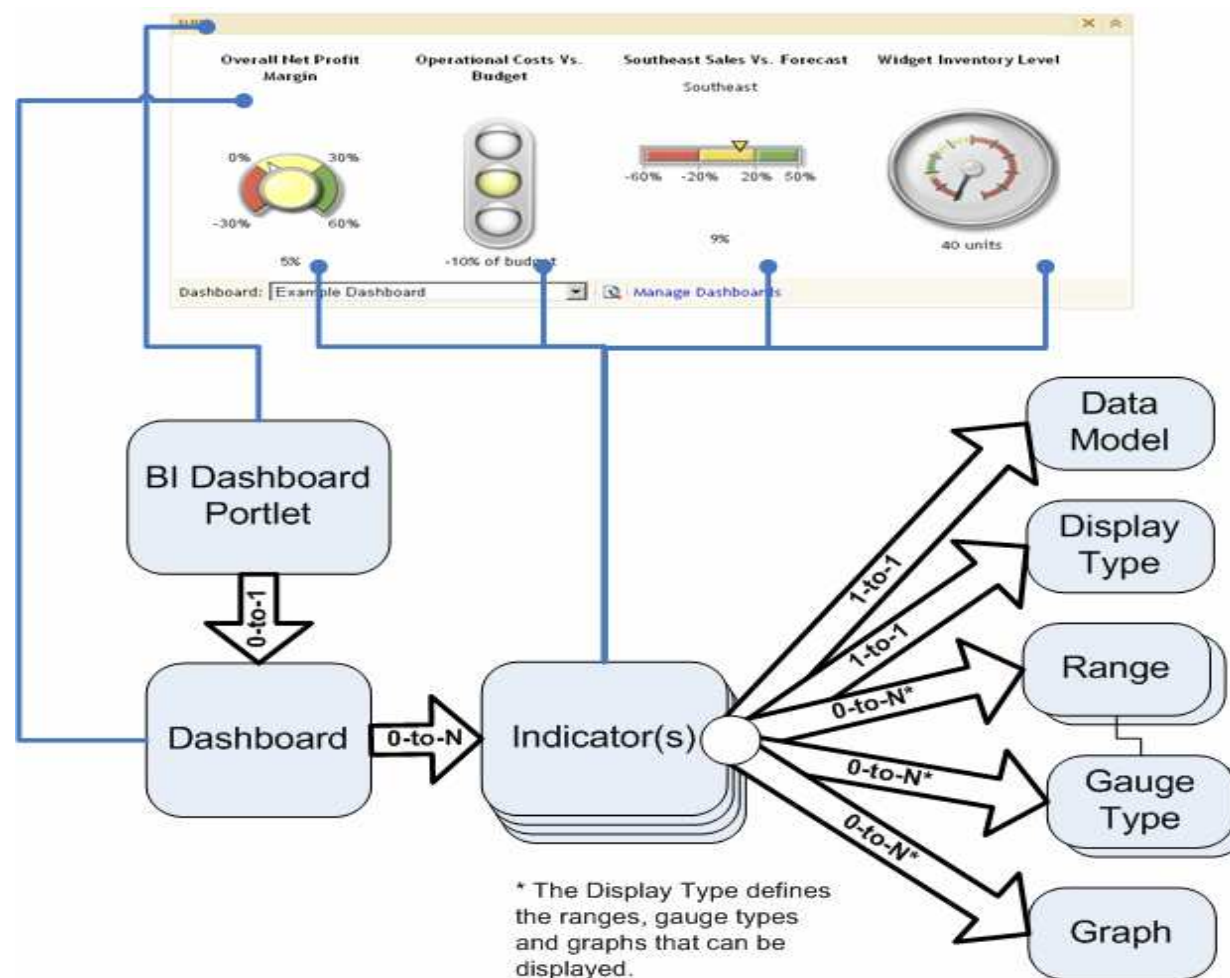 Overall Net Profit
Margin
0%
30%
-30%
60%
5%
Operational Costs Vs.
Budget
-10% of budget
Southeast Sales Vs. Forecast
Southeast
-60% -20% 20% 50%
9%
Widget Inventory Level
40 units
Dashboard: Example Dashboard Manage Dashboards
BI Dashboard
Portlet
0-to-1
Dashboard
0-to-N
Indicator(s)
1-to-1
1-to-1
0-to-N*
0-to-N*
0-to-N*
Data
Model
Display
Type
Range
Gauge
Type
Graph
* The Display Type defines
the ranges, gauge types
and graphs that can be
displayed.